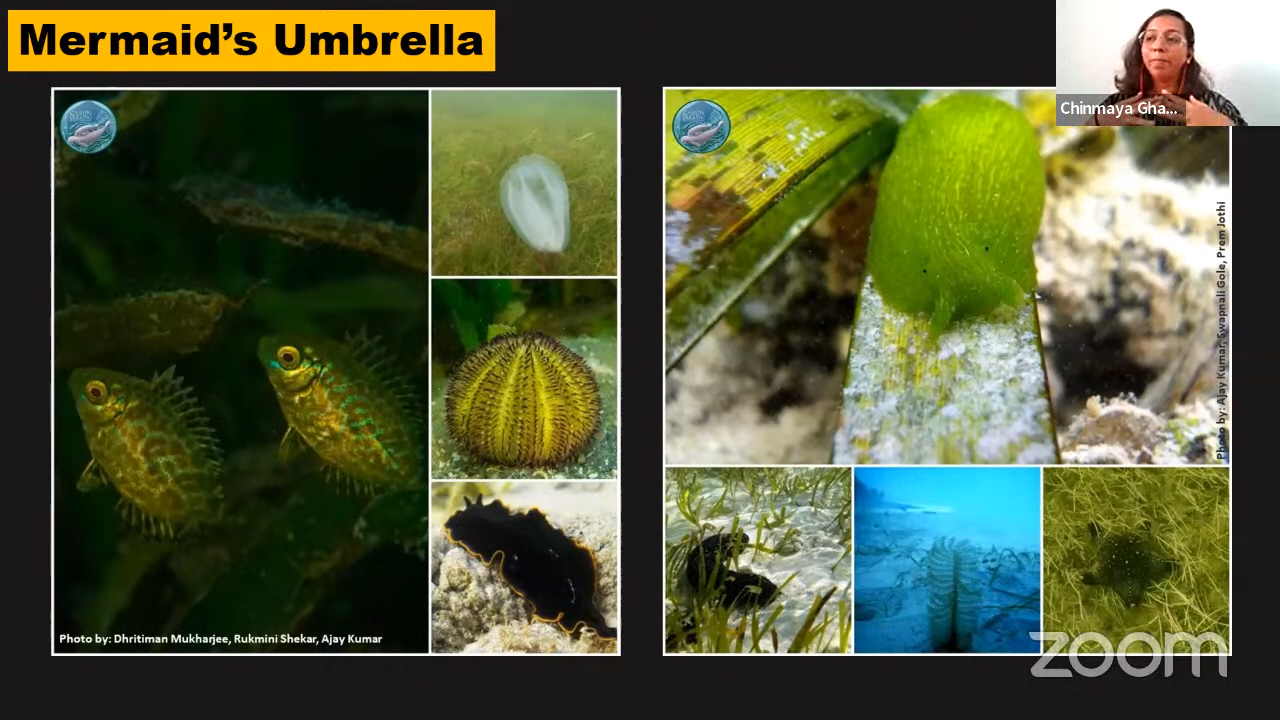 Mermaid's Umbrella
Chinmaya Gha...
Photo by: Dhritiman Mukharjee, Rukmini Shekar, Ajay Kumar
Photo by: Ajay Kumar, Swapnali Gole, Prem Jothi
zoom